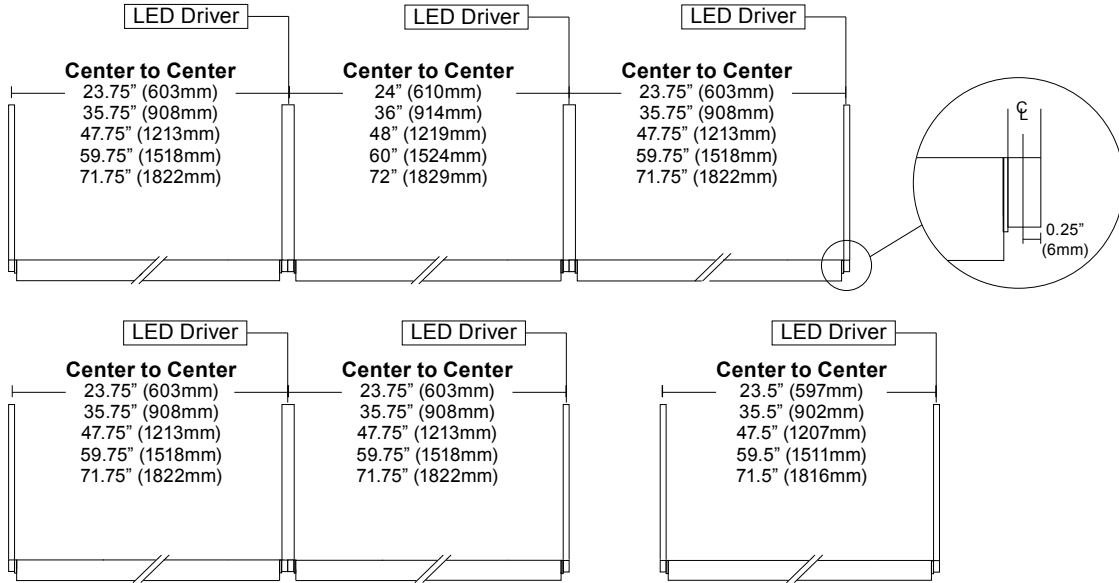 LED Driver
LED Driver
LED Driver
Center to Center
23.75” (603mm)
35.75” (908mm)
47.75” (1213mm)
59.75” (1518mm)
71.75” (1822mm)
Center to Center
24” (610mm)
36” (914mm)
48” (1219mm)
60” (1524mm)
72” (1829mm)
Center to Center
23.75” (603mm)
35.75” (908mm)
47.75” (1213mm)
59.75” (1518mm)
71.75” (1822mm)
℄
0.25”
(6mm)
LED Driver
LED Driver
LED Driver
Center to Center
23.75” (603mm)
35.75” (908mm)
47.75” (1213mm)
59.75” (1518mm)
71.75” (1822mm)
Center to Center
23.75” (603mm)
35.75” (908mm)
47.75” (1213mm)
59.75” (1518mm)
71.75” (1822mm)
Center to Center
23.5” (597mm)
35.5” (902mm)
47.5” (1207mm)
59.5” (1511mm)
71.5” (1816mm)